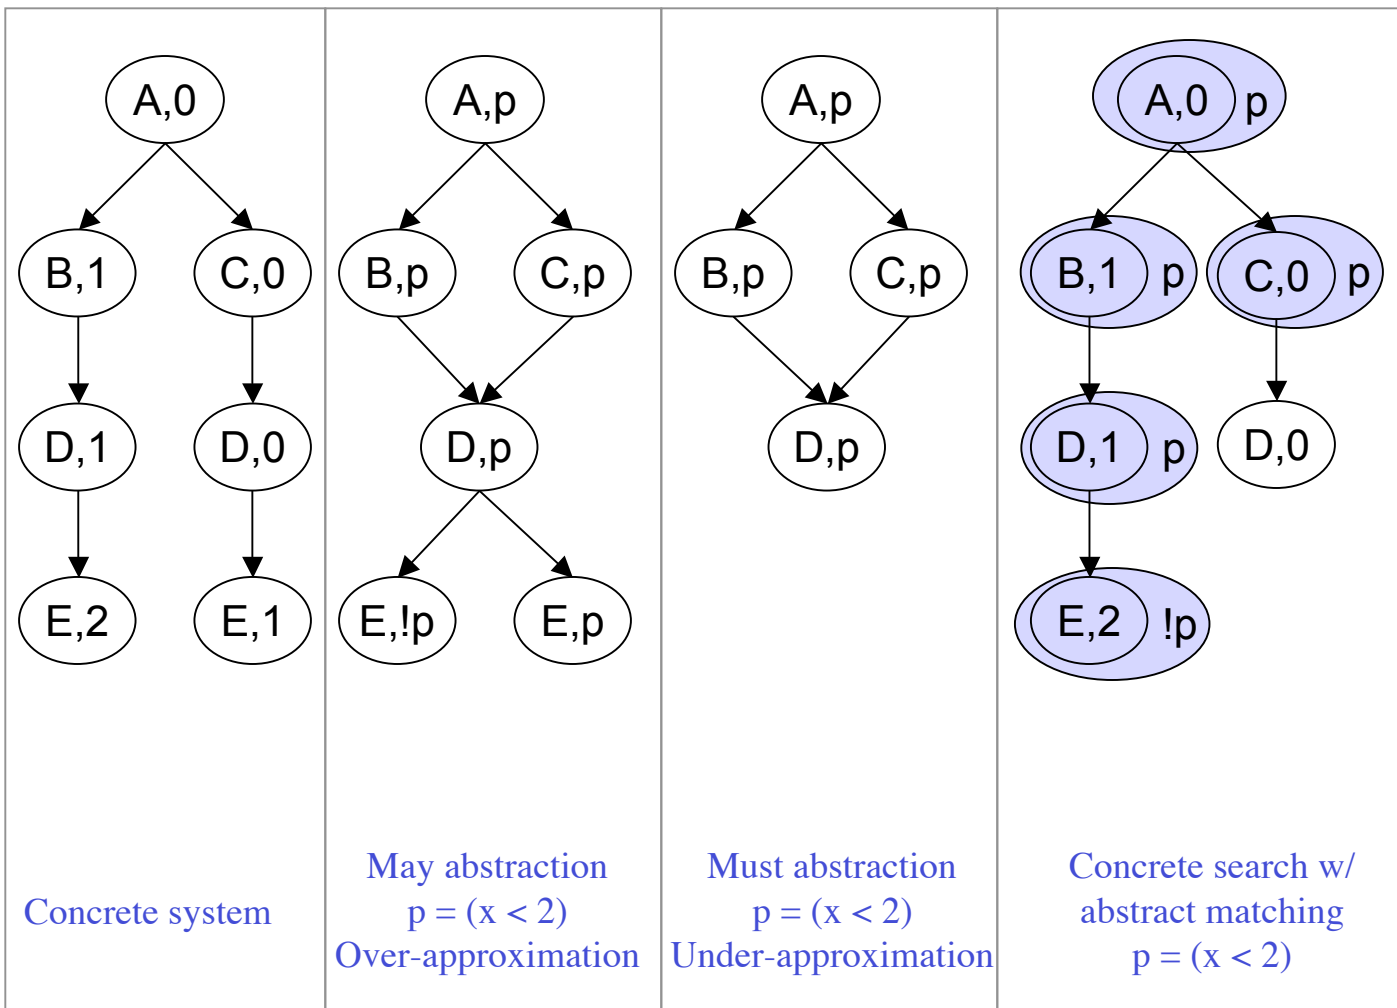 A,0
B,1
C,0
D,1
D,0
E,2
E,1
Concrete system
A,p
B,p
C,p
D,p
E,!p
E,p
May abstraction
p = (x < 2)
Over-approximation
A,p
B,p
C,p
D,p
Must abstraction
p = (x < 2)
Under-approximation
A,0 p
B,1 p
C,0 p
D,1 p
D,0
E,2 !p
Concrete search w/
abstract matching
p = (x < 2)